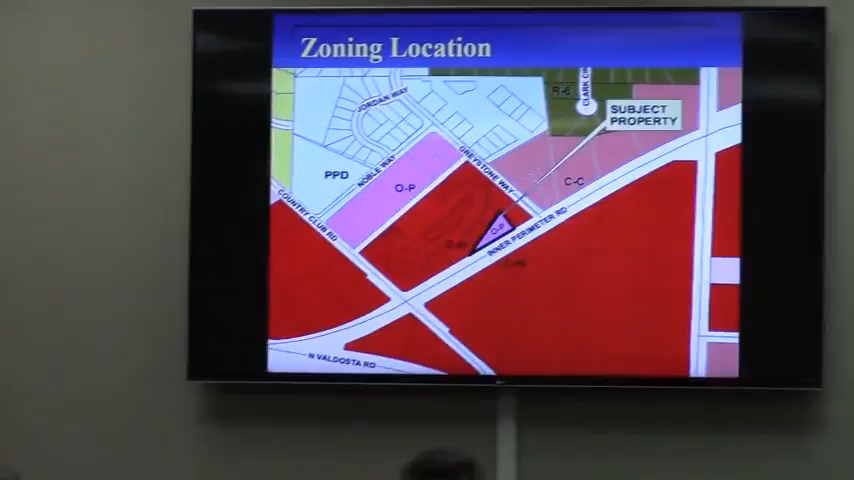 Zoning Location
R-6
CLARK CIR
SUBJECT
PROPERTY
JORDAN WAY
PPD
NOBLE WAY
O-P
GREYSTONE WAY
C-C
COUNTRY CLUB RD
O-P
INNER PERIMETER RD
N VALDOSTA RD